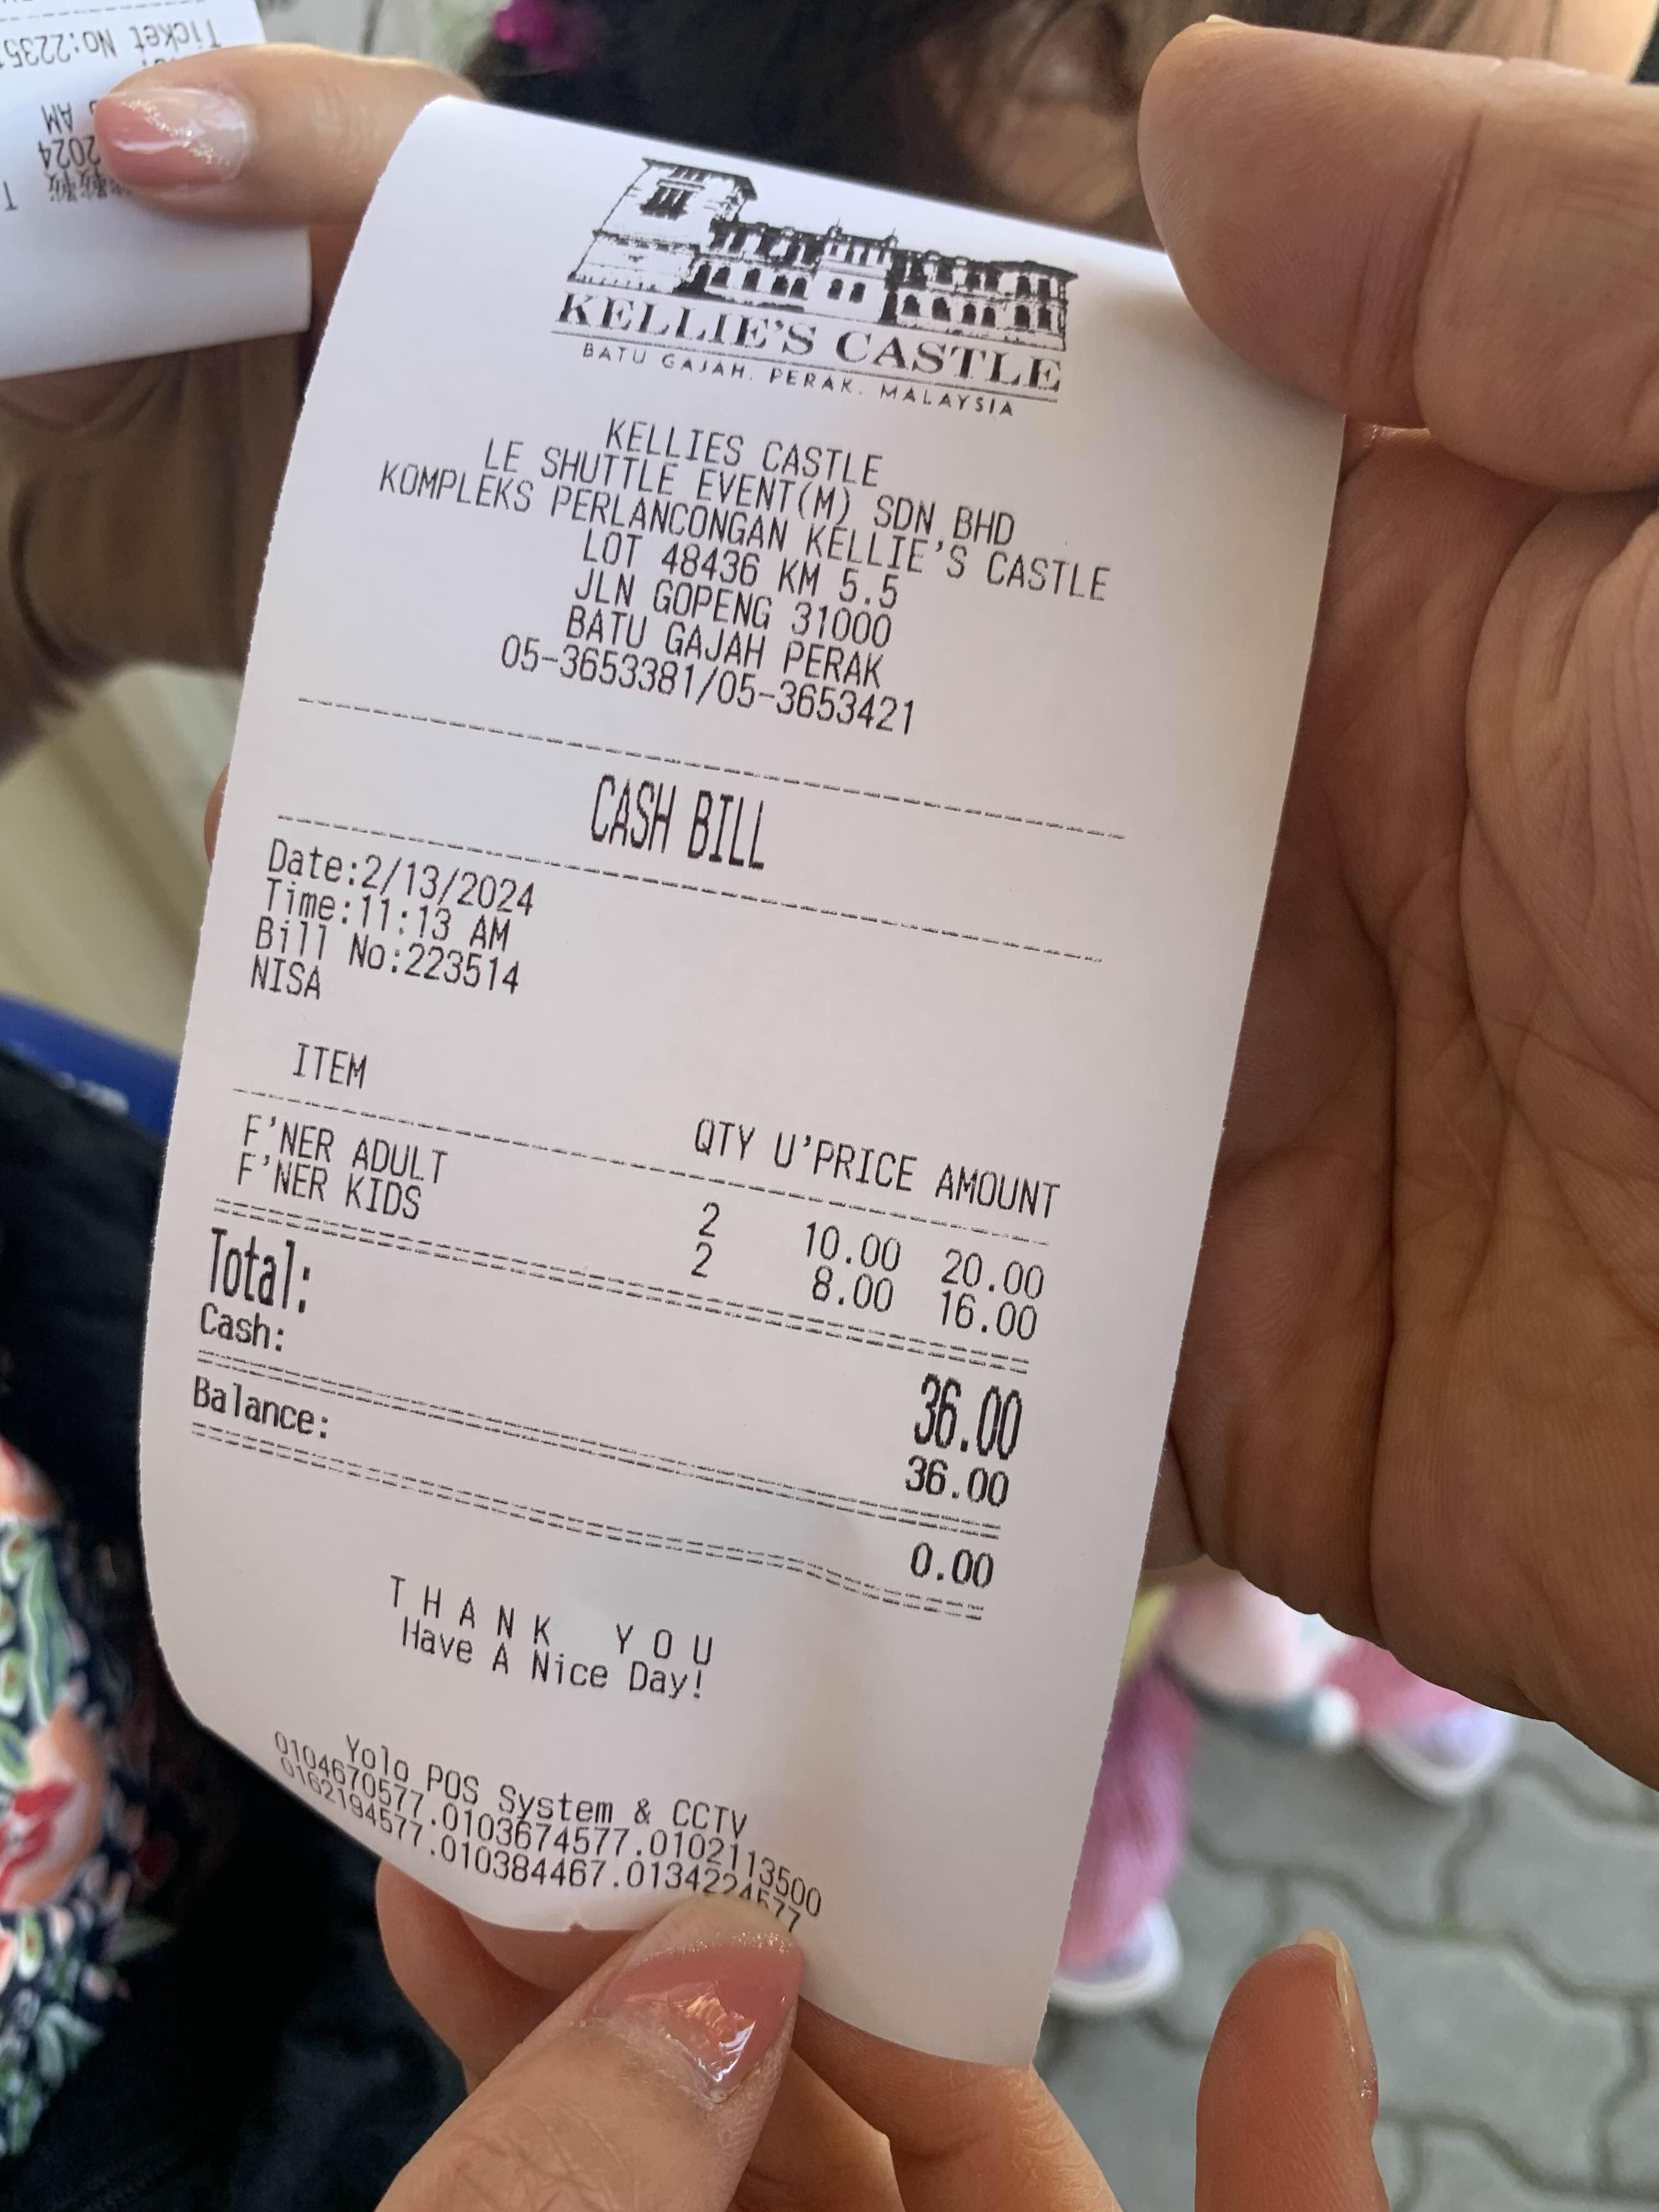 Ticket No:2235
AM
2024
T
KELLIE'S CASTLE
BATU GAJAH. PERAK. MALAYSIA
KELLIES CASTLE
LE SHUTTLE EVENT(M) SDN BHD
KOMPLEKS PERLANCONGAN KELLIE'S CASTLE
LOT 48436 KM 5.5
JLN GOPENG 31000
BATU GAJAH PERAK
05-3653381/05-3653421
CASH BILL
Date:2/13/2024
Time:11:13 AM
Bill No:223514
NISA
ITEM QTY U'PRICE AMOUNT
F'NER ADULT 2 10.00 20.00
F'NER KIDS 2 8.00 16.00
Total: 36.00
Cash: 36.00
Balance: 0.00
THANK YOU
Have A Nice Day!
Yolo POS System & CCTV
0104670577.0103674577.0102113500
0162194577.010384467.0134224577